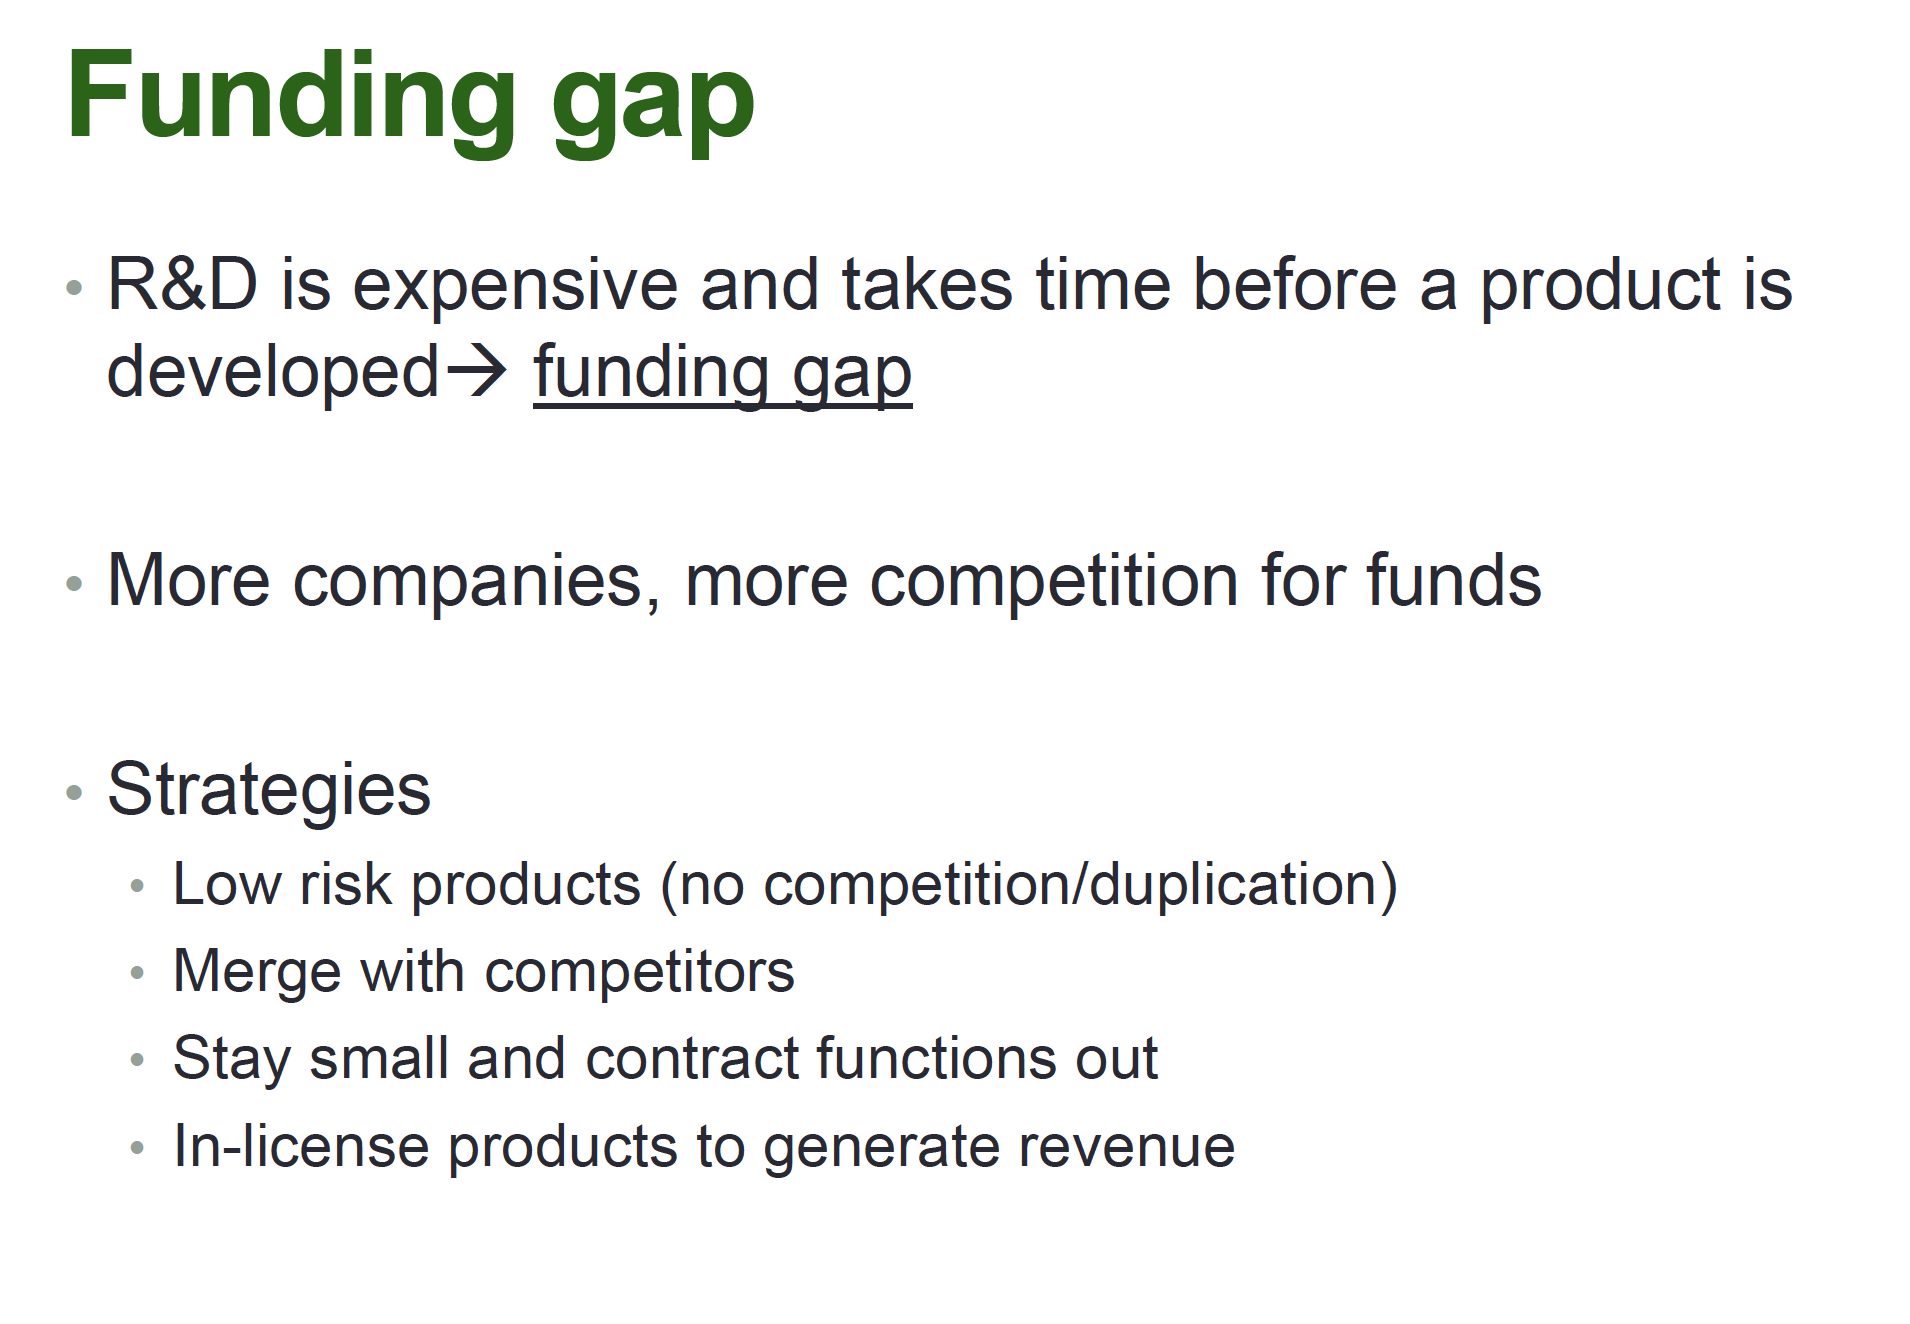 Funding gap
• R&D is expensive and takes time before a product is
developed→ funding gap
• More companies, more competition for funds
• Strategies
• Low risk products (no competition/duplication)
• Merge with competitors
• Stay small and contract functions out
• In-license products to generate revenue